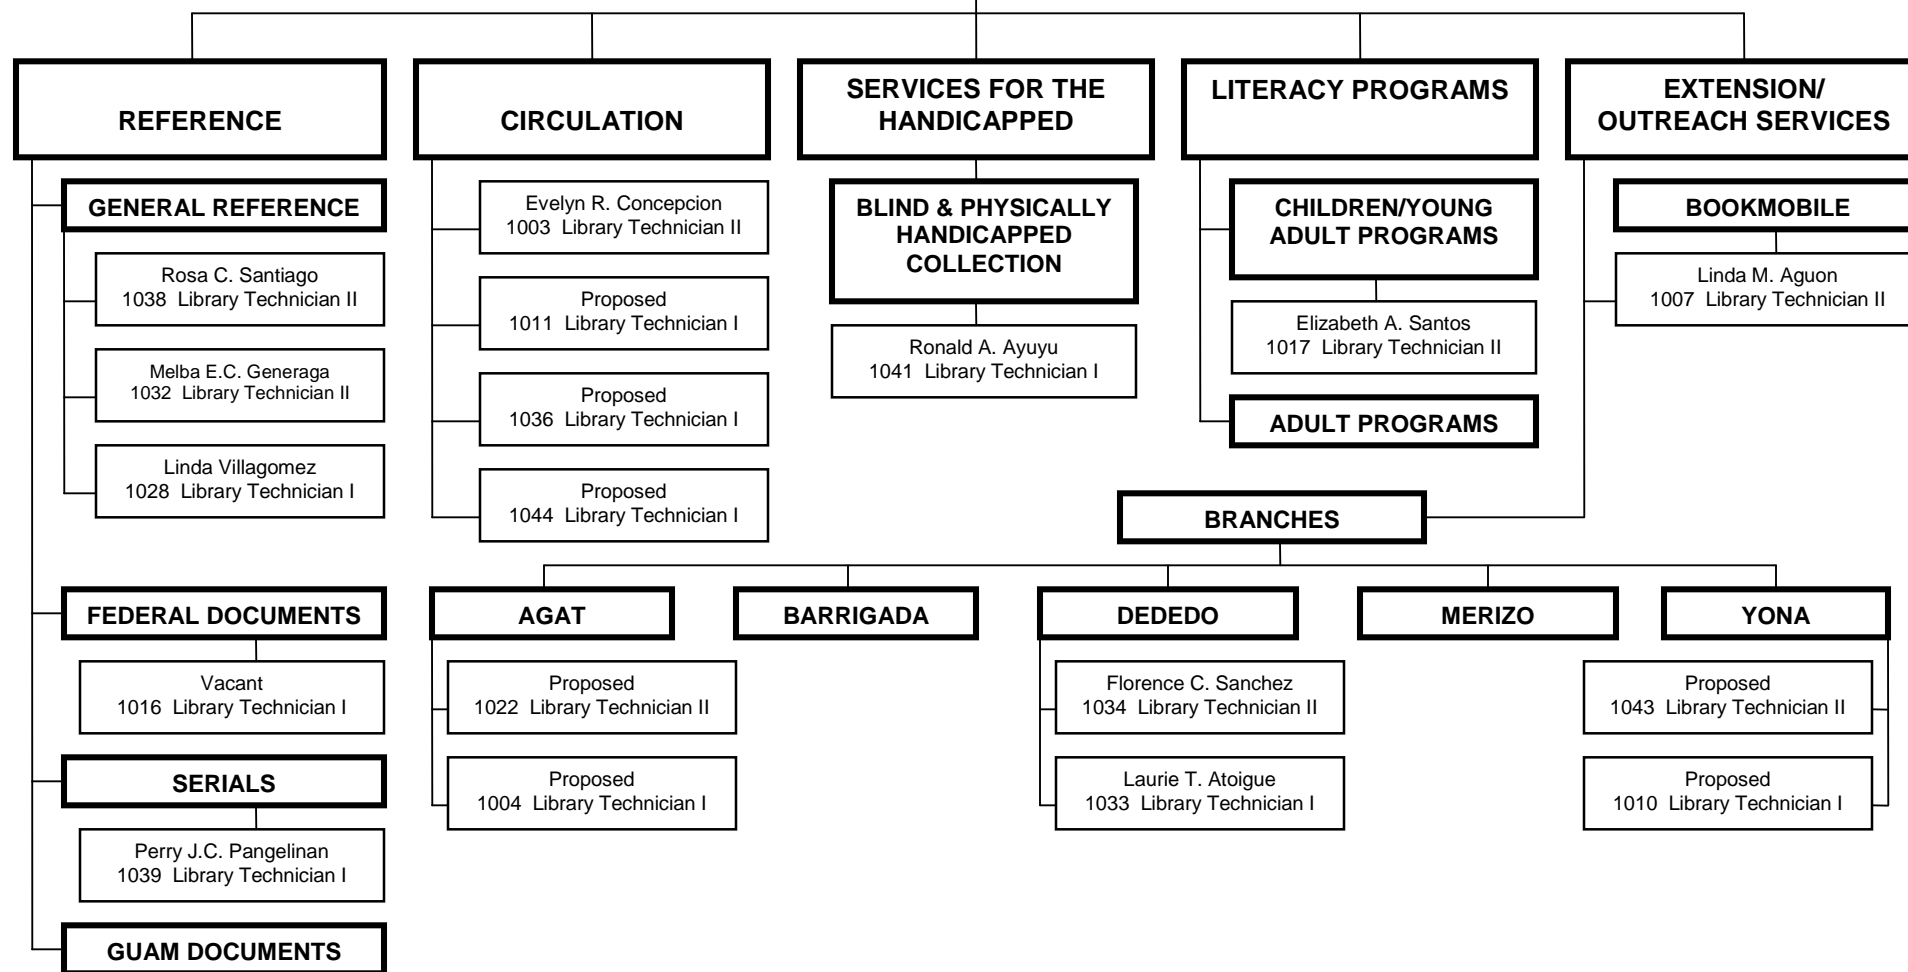 REFERENCE
GENERAL REFERENCE
Rosa C. Santiago
1038 Library Technician II
Melba E.C. Generaga
1032 Library Technician II
Linda Villagomez
1028 Library Technician I
FEDERAL DOCUMENTS
Vacant
1016 Library Technician I
SERIALS
Perry J.C. Pangelinan
1039 Library Technician I
GUAM DOCUMENTS
CIRCULATION
Evelyn R. Concepcion
1003 Library Technician II
Proposed
1011 Library Technician I
Proposed
1036 Library Technician I
Proposed
1044 Library Technician I
SERVICES FOR THE
HANDICAPPED
BLIND & PHYSICALLY
HANDICAPPED
COLLECTION
Ronald A. Ayuyu
1041 Library Technician I
LITERACY PROGRAMS
CHILDREN/YOUNG
ADULT PROGRAMS
Elizabeth A. Santos
1017 Library Technician II
ADULT PROGRAMS
EXTENSION/
OUTREACH SERVICES
BOOKMOBILE
Linda M. Aguon
1007 Library Technician II
BRANCHES
AGAT
Proposed
1022 Library Technician II
Proposed
1004 Library Technician I
BARRIGADA
DEDEDO
Florence C. Sanchez
1034 Library Technician II
Laurie T. Atoigue
1033 Library Technician I
MERIZO
YONA
Proposed
1043 Library Technician II
Proposed
1010 Library Technician I